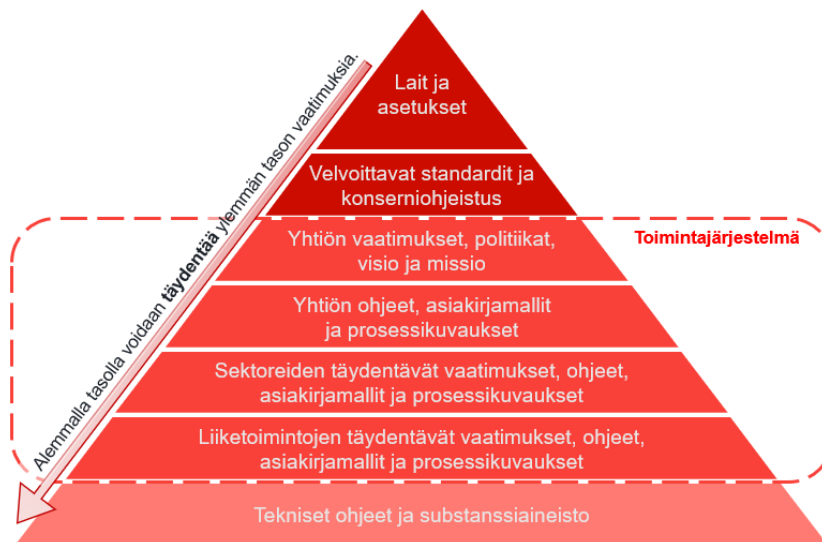 Lait ja
asetukset
Velvoittavat standardit ja
konserniohjeistus
Yhtiön vaatimukset, politiikat,
visio ja missio
Toimintajärjestelmä
Yhtiön ohjeet, asiakirjamallit
ja prosessikuvaukset
Sektoreiden täydentävät vaatimukset, ohjeet,
asiakirjamallit ja prosessikuvaukset
Liiketoimintojen täydentävät vaatimukset, ohjeet,
asiakirjamallit ja prosessikuvaukset
Tekniset ohjeet ja substanssiaineisto
Alemmalla tasolla voidaan täydentää ylemmän tason vaatimuksia.